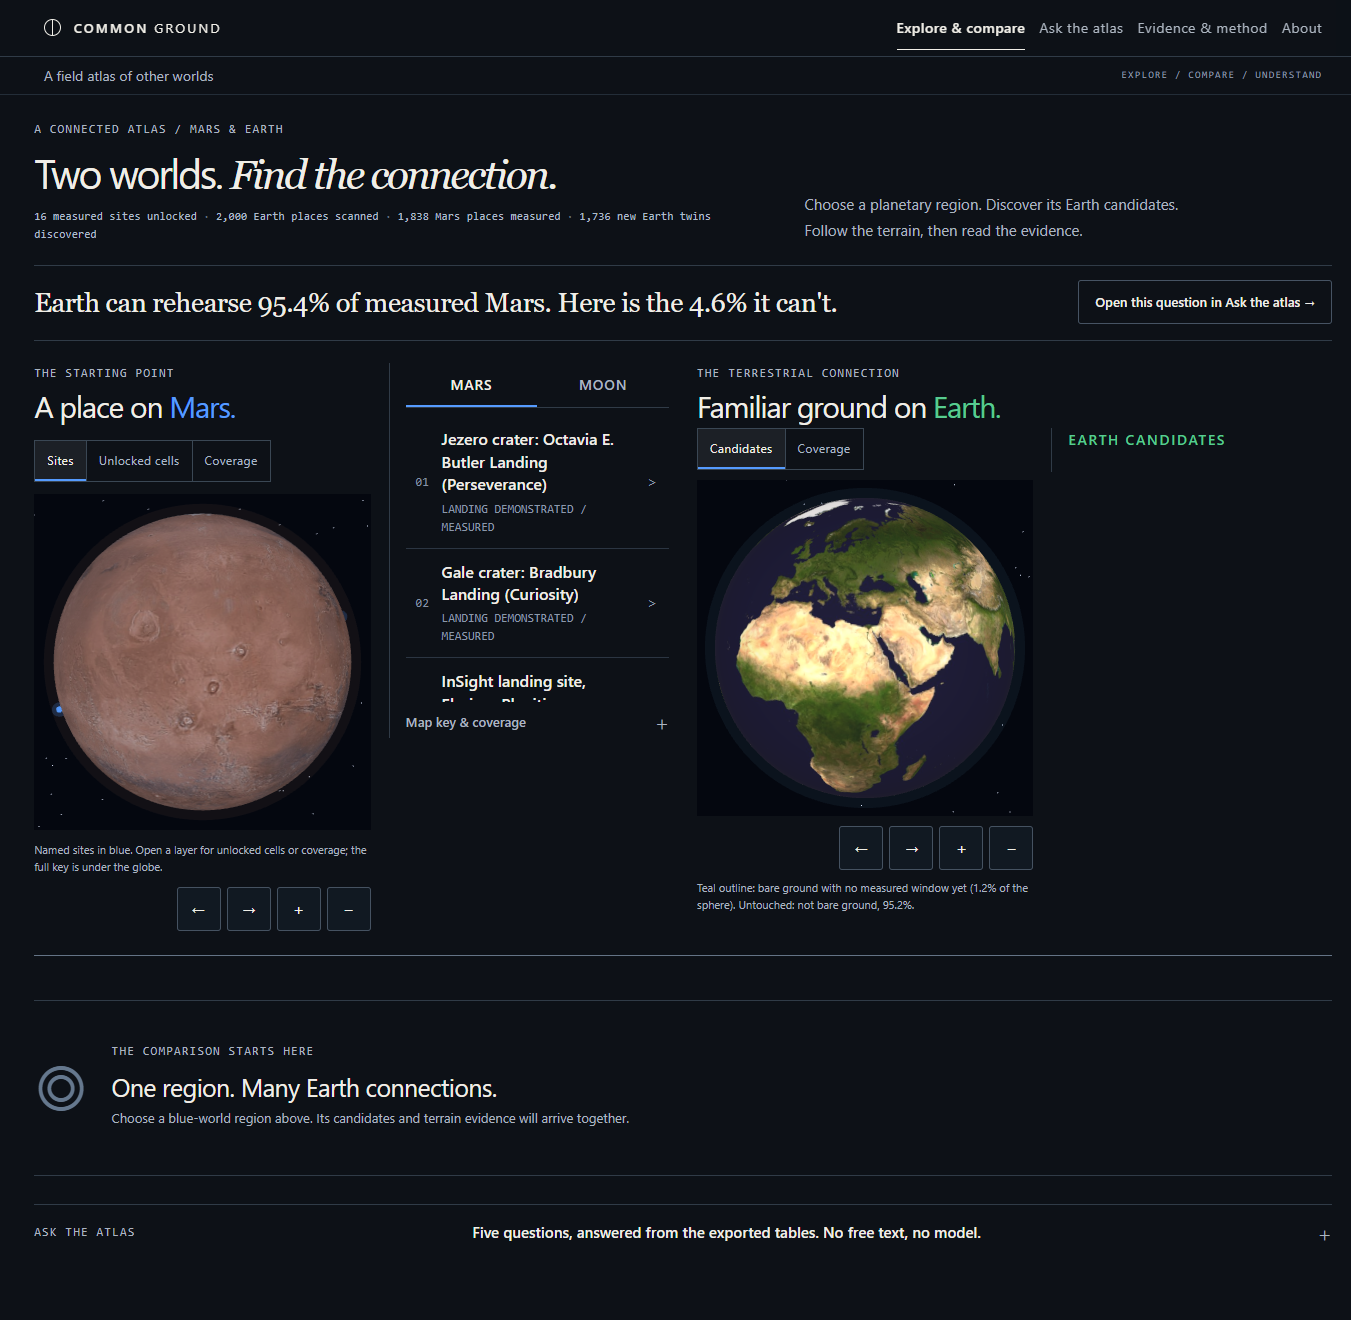 COMMON GROUND
Explore & compare
Ask the atlas
Evidence & method
About
A field atlas of other worlds
EXPLORE / COMPARE / UNDERSTAND
A CONNECTED ATLAS / MARS & EARTH
Two worlds. Find the connection.
16 measured sites unlocked · 2,000 Earth places scanned · 1,838 Mars places measured · 1,736 new Earth twins
discovered
Choose a planetary region. Discover its Earth candidates.
Follow the terrain, then read the evidence.
Earth can rehearse 95.4% of measured Mars. Here is the 4.6% it can't.
Open this question in Ask the atlas →
THE STARTING POINT
A place on Mars.
Sites
Unlocked cells
Coverage
Named sites in blue. Open a layer for unlocked cells or coverage; the
full key is under the globe.
← → + −
MARS
MOON
01
Jezero crater: Octavia E.
Butler Landing
(Perseverance)
LANDING DEMONSTRATED /
MEASURED
>
02
Gale crater: Bradbury
Landing (Curiosity)
LANDING DEMONSTRATED /
MEASURED
>
InSight landing site,
Map key & coverage
+
THE TERRESTRIAL CONNECTION
Familiar ground on Earth.
Candidates
Coverage
← → + −
Teal outline: bare ground with no measured window yet (1.2% of the
sphere). Untouched: not bare ground, 95.2%.
EARTH CANDIDATES
THE COMPARISON STARTS HERE
One region. Many Earth connections.
Choose a blue-world region above. Its candidates and terrain evidence will arrive together.
ASK THE ATLAS
Five questions, answered from the exported tables. No free text, no model.
+